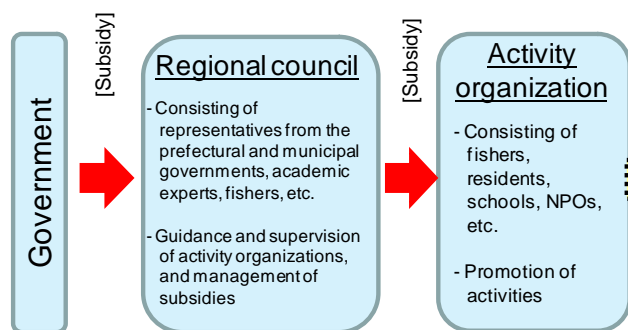 Government
[Subsidy]
Regional council
- Consisting of
representatives from the
prefectural and municipal
governments, academic
experts, fishers, etc.
- Guidance and supervision
of activity organizations,
and management of
subsidies
[Subsidy]
Activity
organization
- Consisting of
fishers,
residents,
schools, NPOs,
etc.
- Promotion of
activities